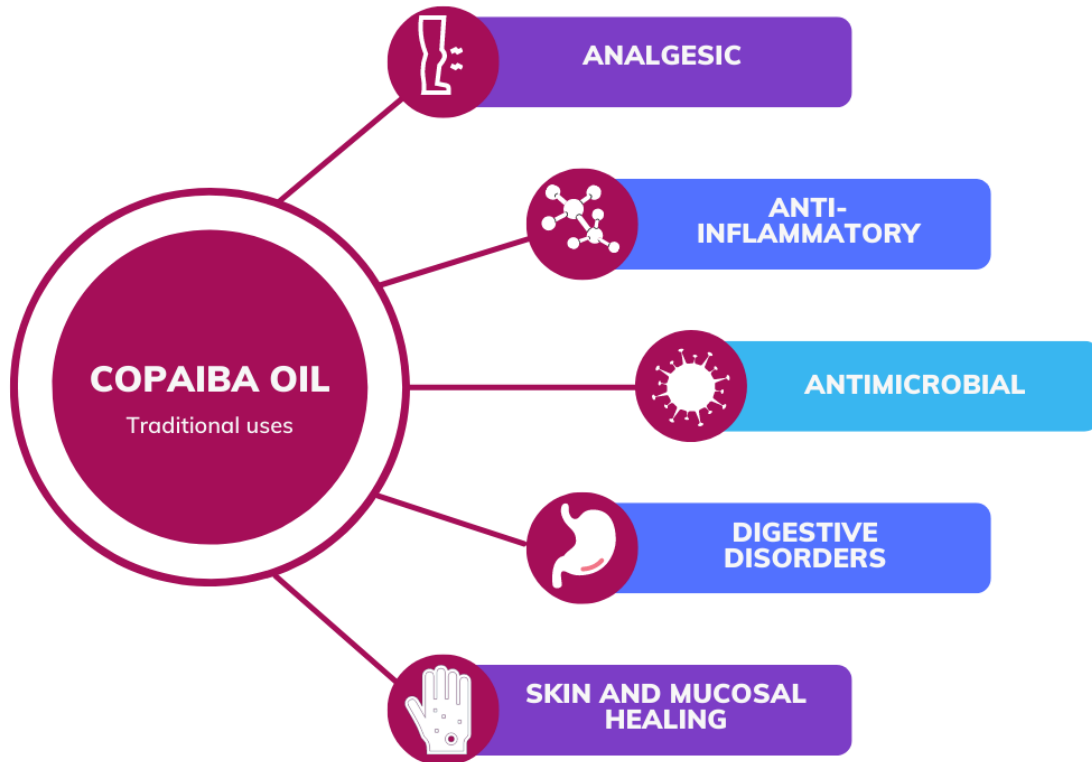 COPAIBA OIL
Traditional uses
ANALGESIC
ANTI-
INFLAMMATORY
ANTIMICROBIAL
DIGESTIVE
DISORDERS
SKIN AND MUCOSAL
HEALING